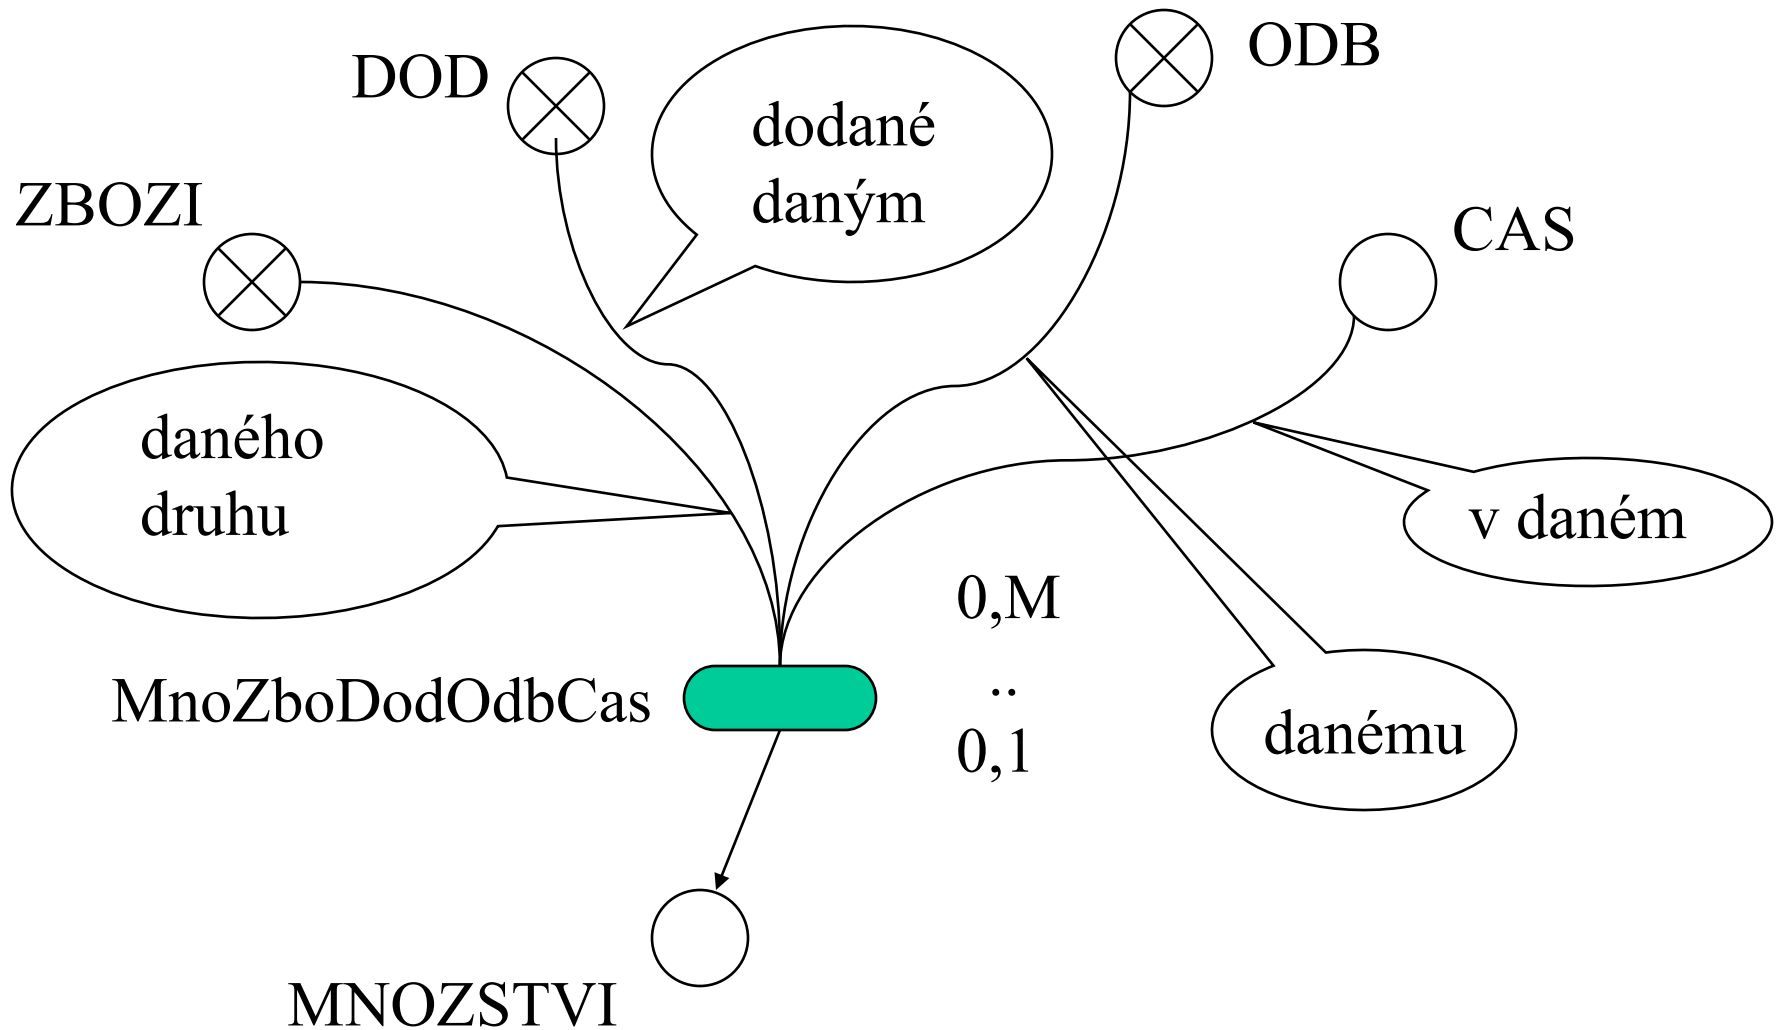 ODB
DOD
dodané
daným
ZBOZI
CAS
daného
druhu
v daném
0,M
..
0,1
MnoZboDodOdbCas
danému
MNOZSTVI